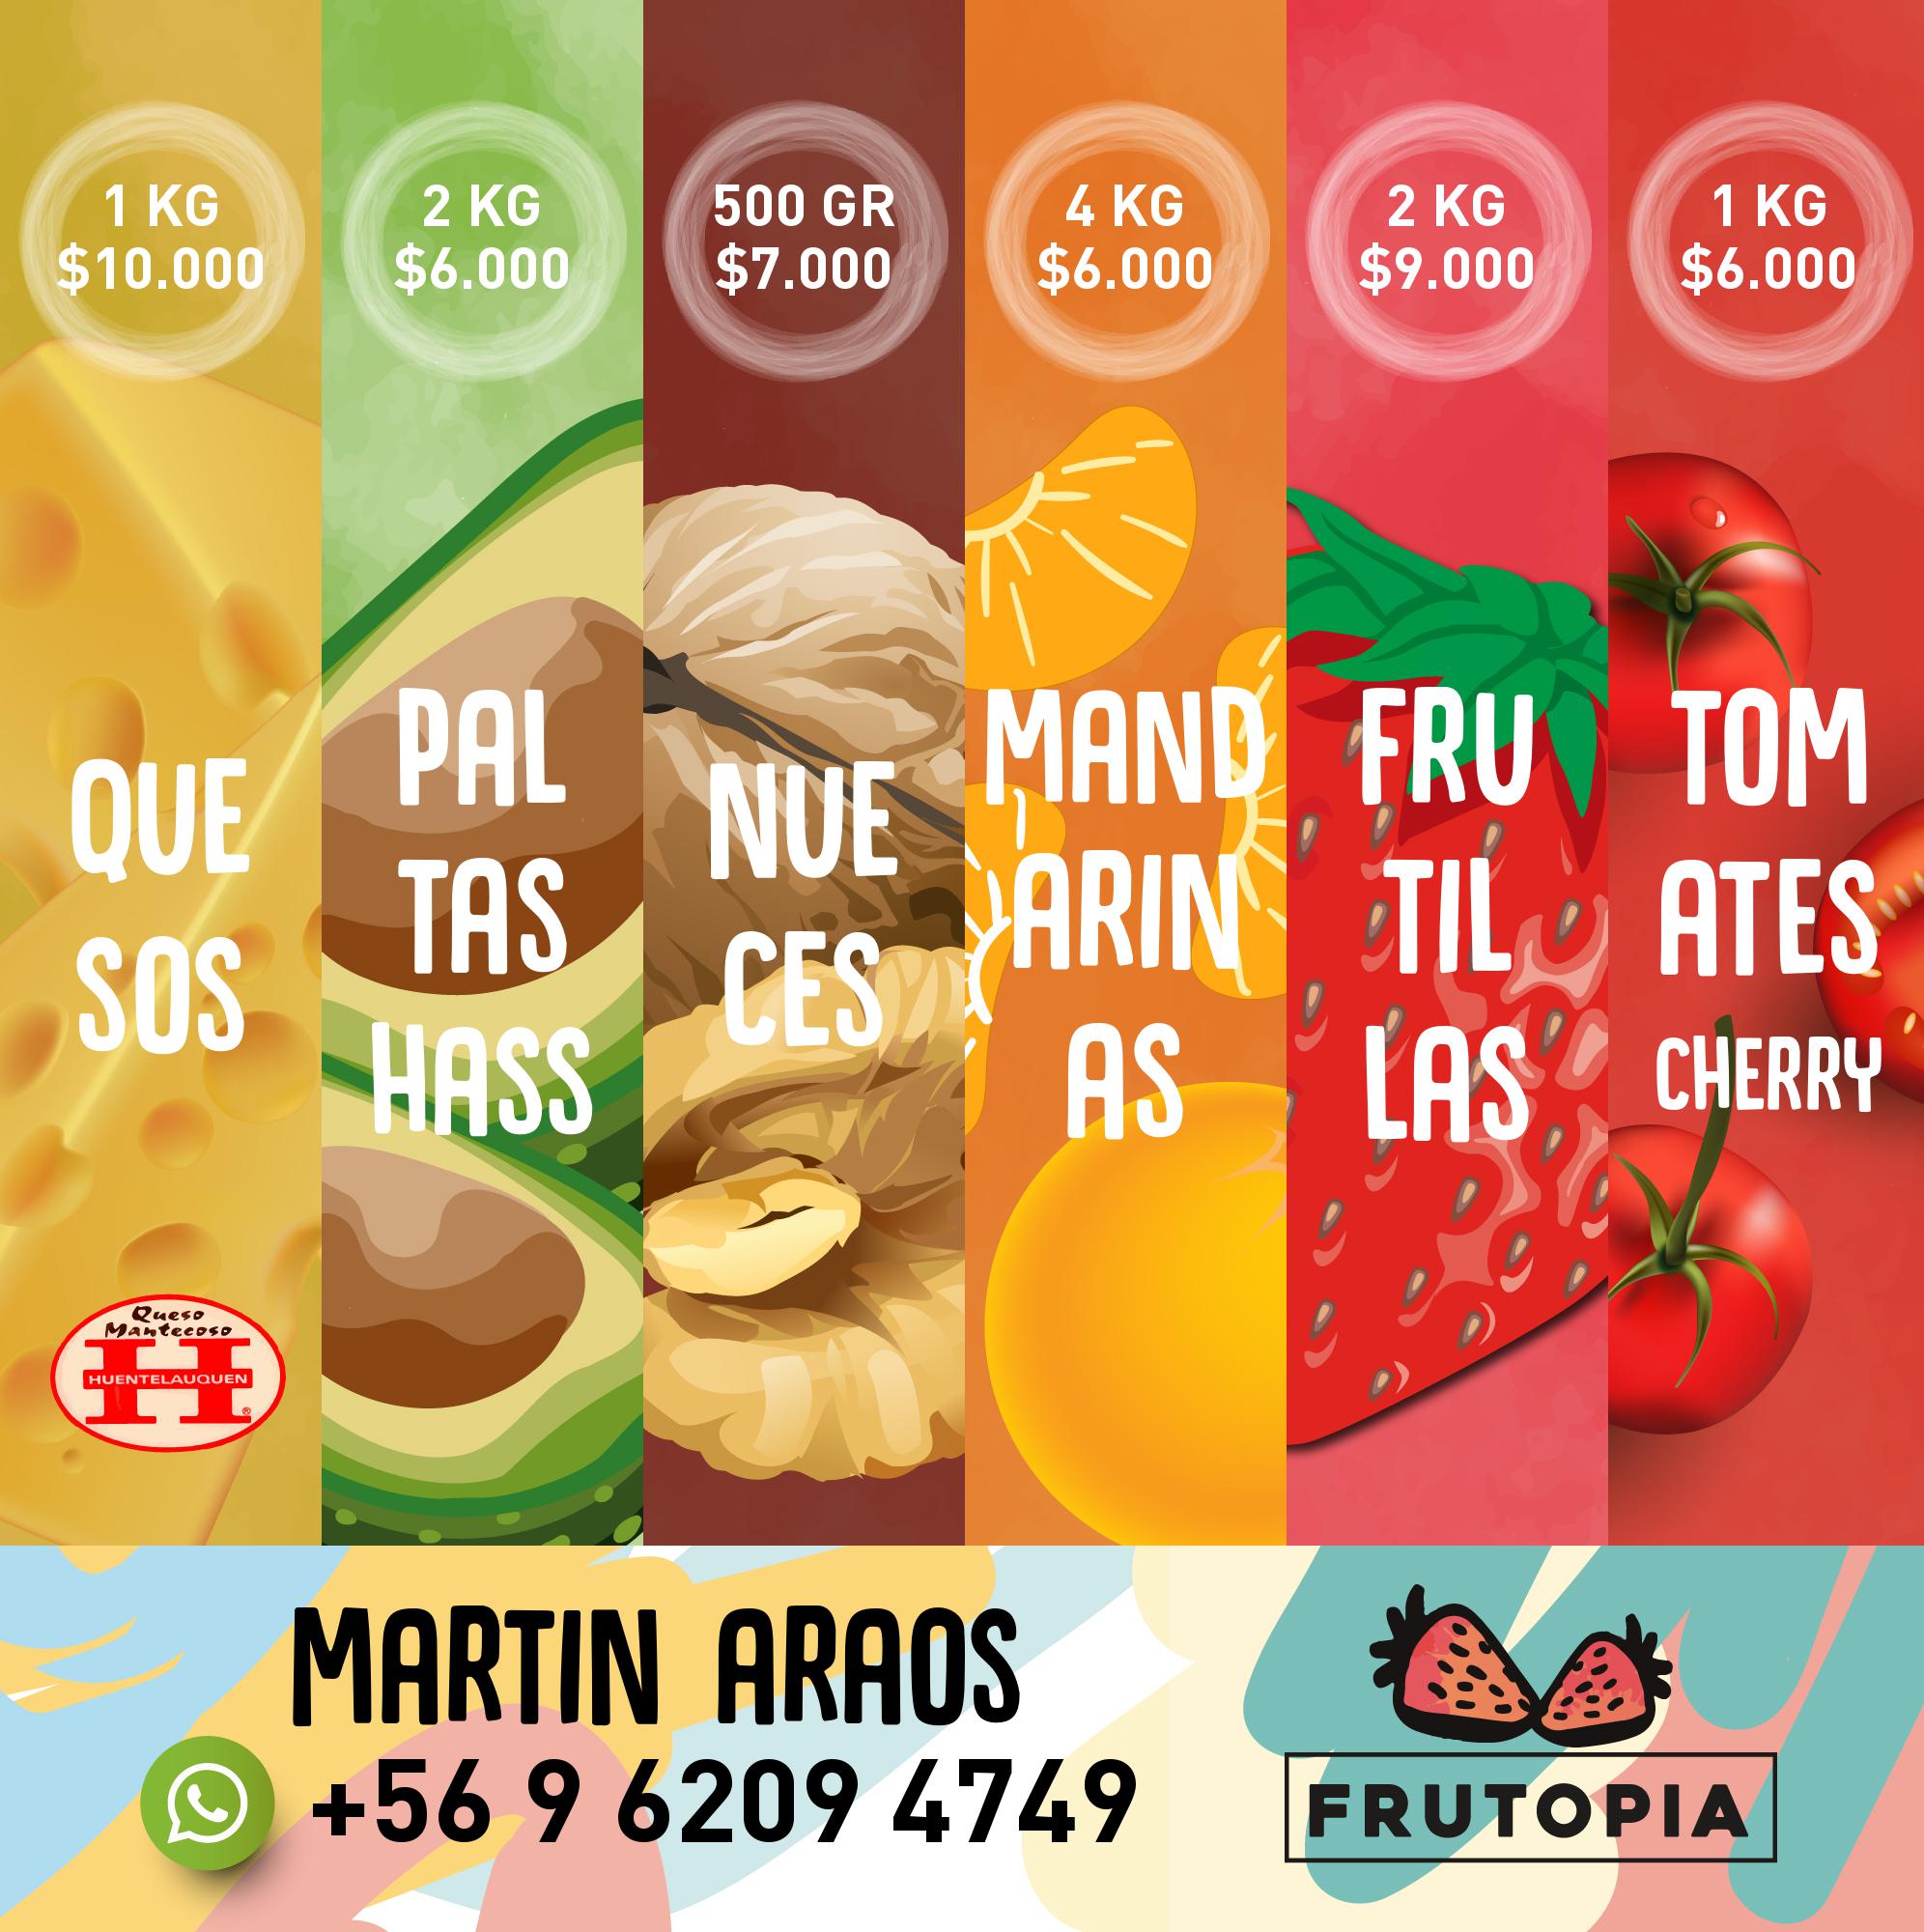 1 KG
$10.000
QUE
SOS
Queso
Mantecoso
H
HUENTELAUQUEN
®
2 KG
$6.000
PAL
TAS
HASS
500 GR
$7.000
NUE
CES
4 KG
$6.000
MAND
ARIN
AS
2 KG
$9.000
FRU
TIL
LAS
1 KG
$6.000
TOM
ATES
CHERRY
MARTIN ARAOS
+56 9 6209 4749
FRUTOPIA